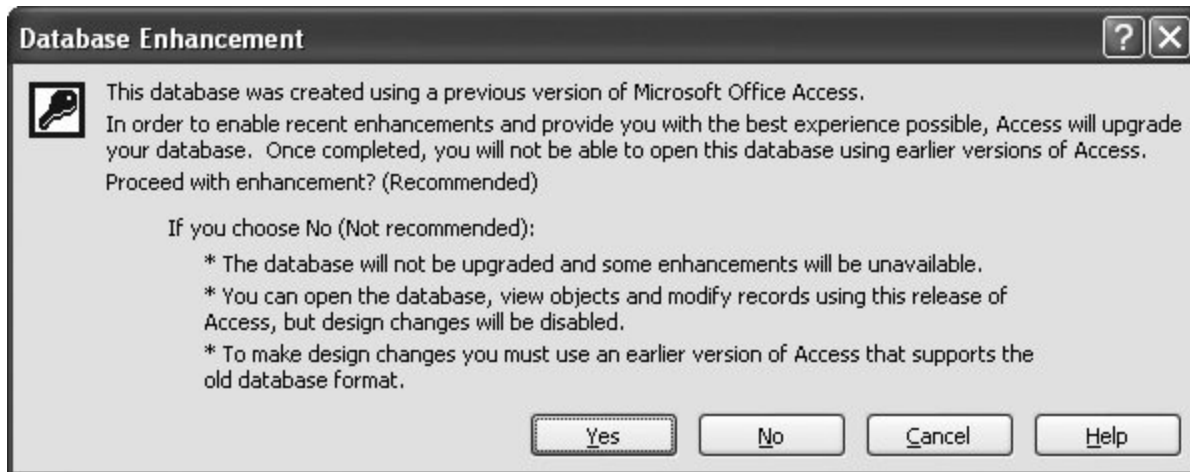 Database Enhancement
This database was created using a previous version of Microsoft Office Access.
In order to enable recent enhancements and provide you with the best experience possible, Access will upgrade
your database.  Once completed, you will not be able to open this database using earlier versions of Access.
Proceed with enhancement? (Recommended)
If you choose No (Not recommended):
* The database will not be upgraded and some enhancements will be unavailable.
* You can open the database, view objects and modify records using this release of
Access, but design changes will be disabled.
* To make design changes you must use an earlier version of Access that supports the
old database format.
Yes No Cancel Help